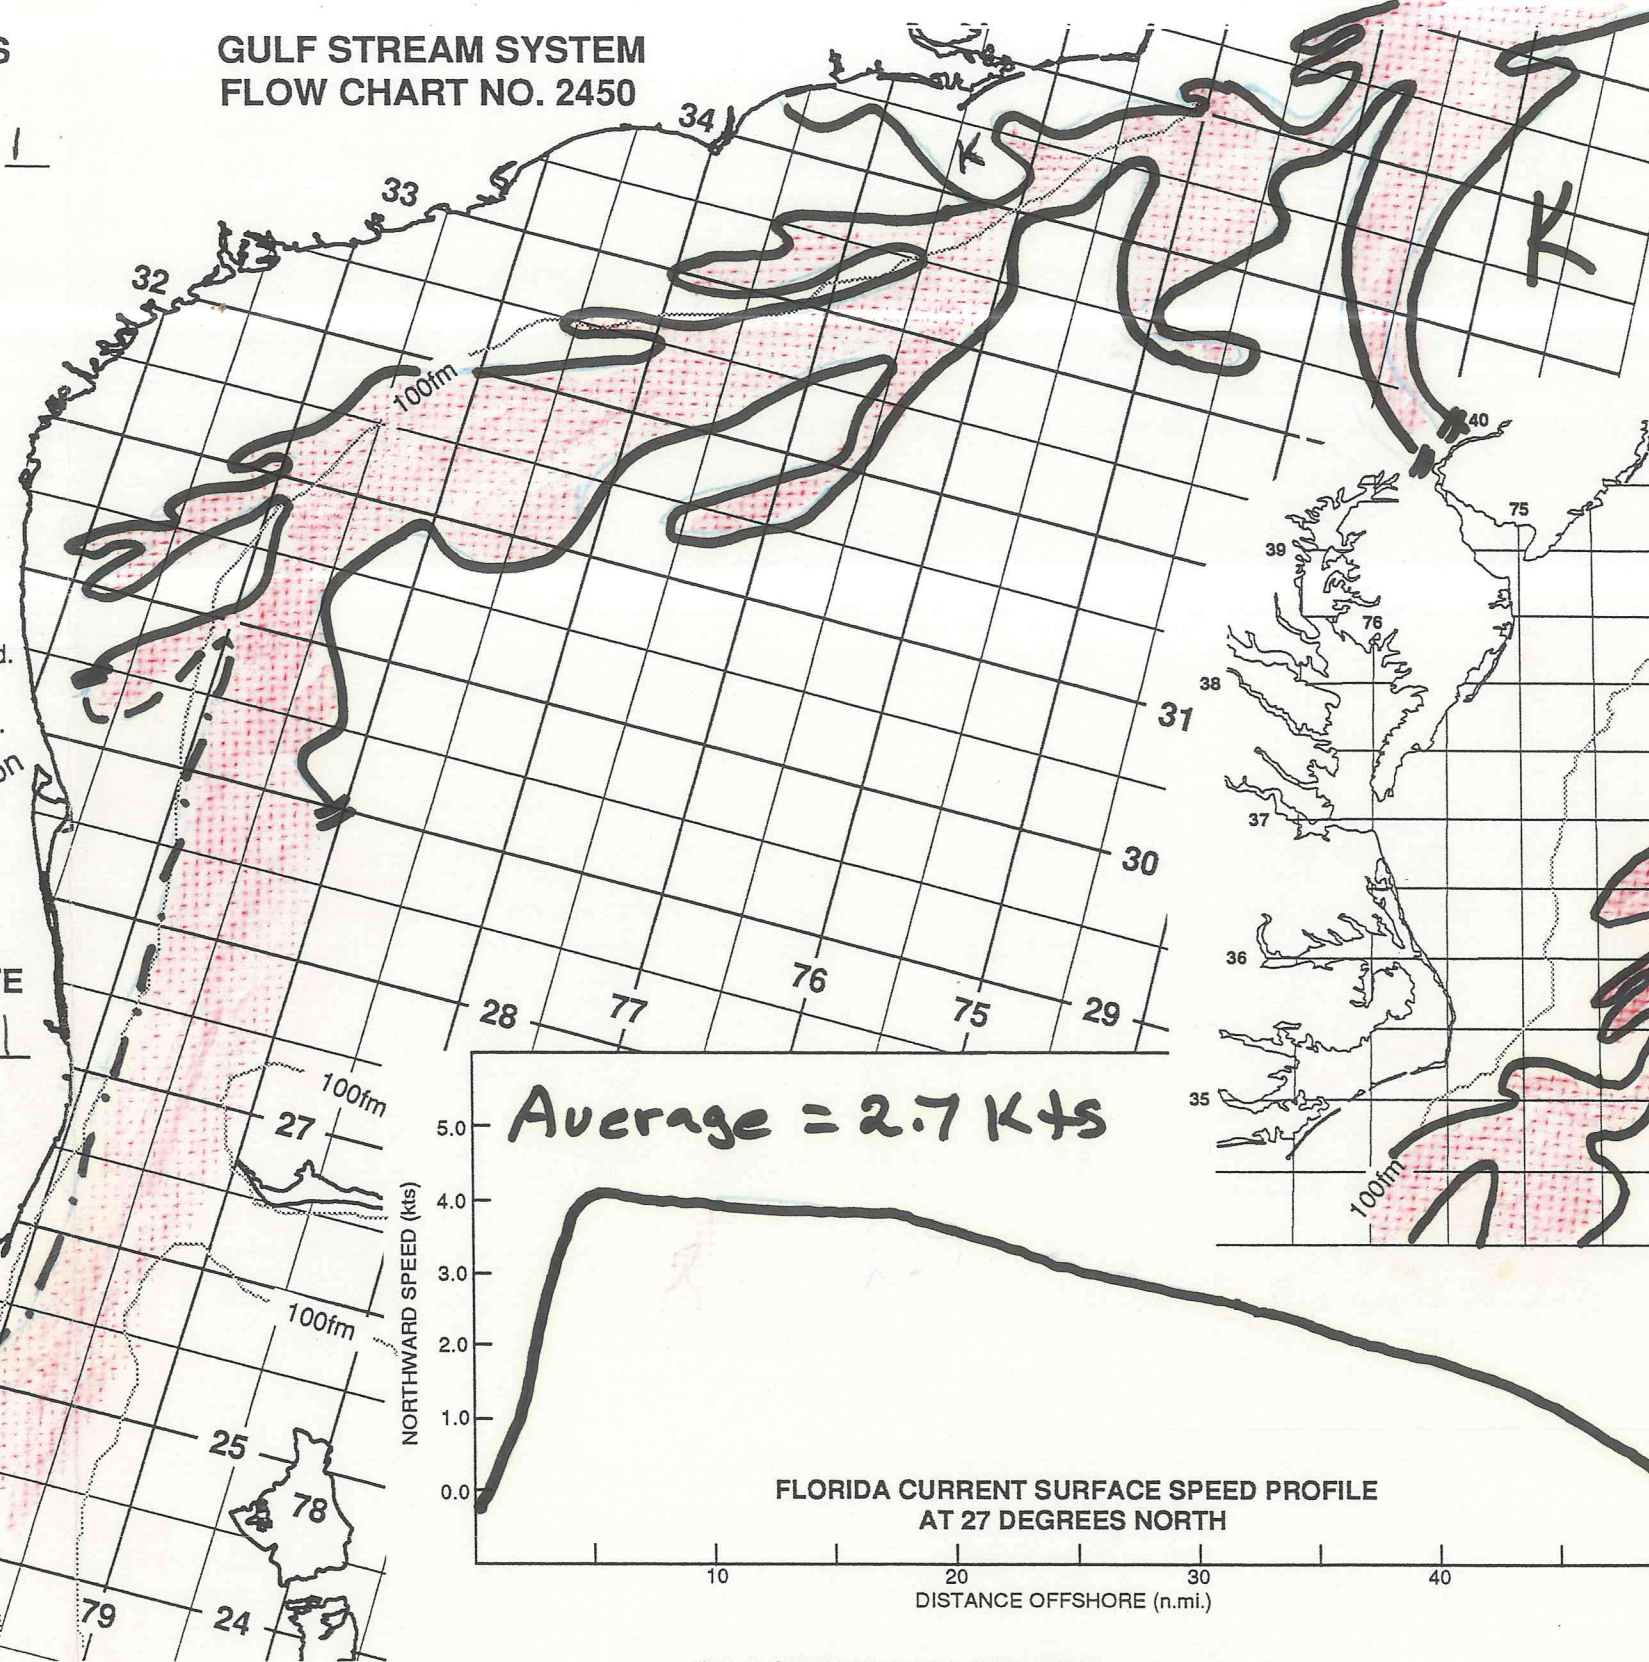 GULF STREAM SYSTEM
FLOW CHART NO. 2450
1
34
33
32
K
K
100fm
40
75
39
76
38
31
37
30
36
76
77
75
28
29
35
100fm
100fm
27
100fm
25
78
79
24
Average = 2.7 Kts
5.0
4.0
3.0
2.0
1.0
0.0
NORTHWARD SPEED (kts)
FLORIDA CURRENT SURFACE SPEED PROFILE
AT 27 DEGREES NORTH
10
20
30
40
DISTANCE OFFSHORE (n.mi.)